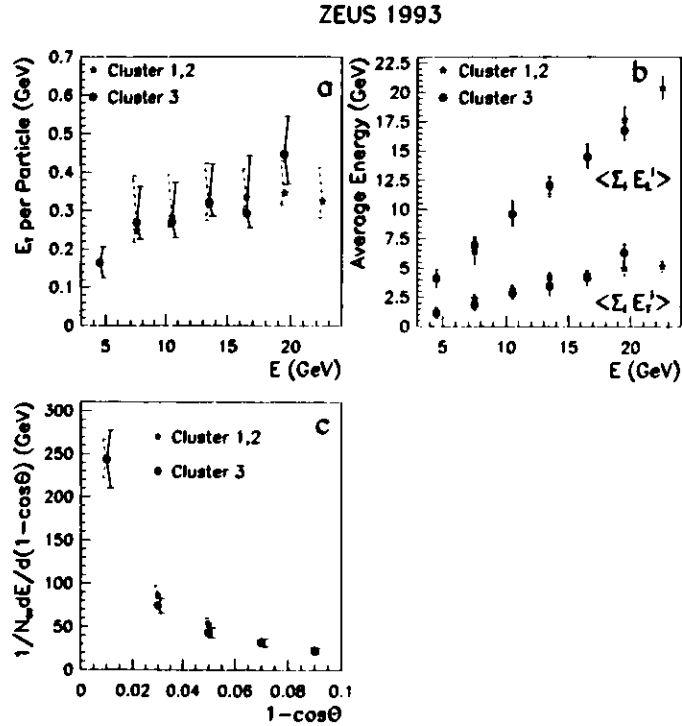 ZEUS 1993
E_T per Particle (GeV)
0.7
0.6
0.5
0.4
0.3
0.2
0.1
0
Cluster 1,2
Cluster 3
a
5
10
15
20
E (GeV)
Average Energy (GeV)
22.5
20
17.5
15
12.5
10
7.5
5
2.5
0
Cluster 1,2
Cluster 3
b
<Σ_i E_L^i>
<Σ_i E_T^i>
5
10
15
20
E (GeV)
dE/d(1-cosθ) (GeV)
300
250
200
150
100
50
0
Cluster 1,2
Cluster 3
c
0
0.02
0.04
0.06
0.08
0.1
1-cosθ